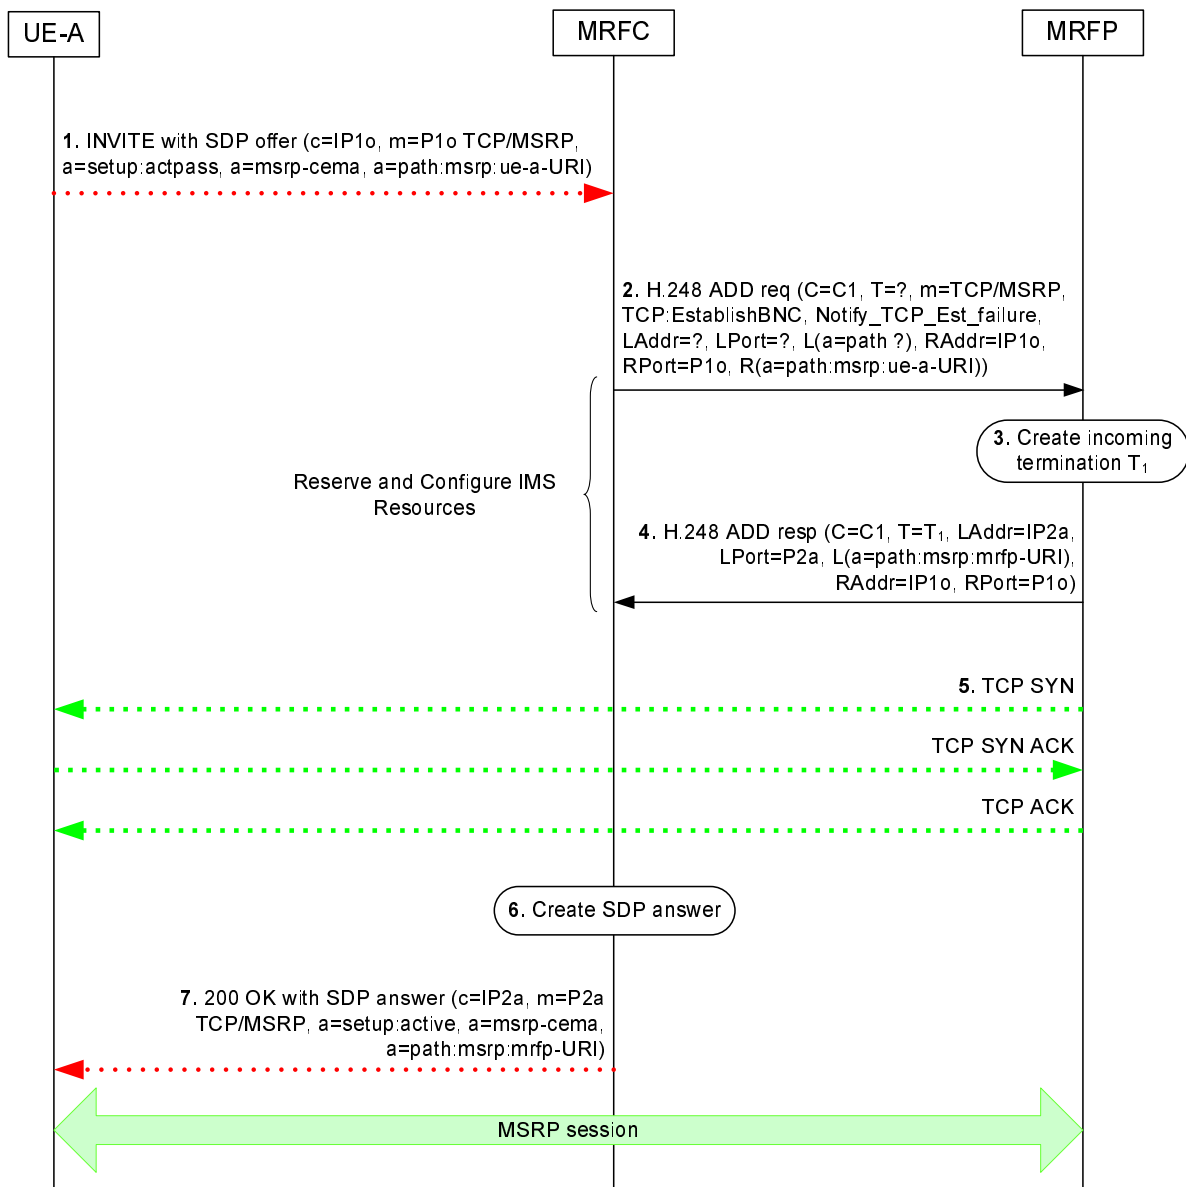 UE-A
MRFC
MRFP
1. INVITE with SDP offer (c=IP1o, m=P1o TCP/MSRP,
a=setup:actpass, a=msrp-cema, a=path:msrp:ue-a-URI)
2. H.248 ADD req (C=C1, T=?, m=TCP/MSRP,
TCP:EstablishBNC, Notify_TCP_Est_failure,
LAddr=?, LPort=?, L(a=path ?), RAddr=IP1o,
RPort=P1o, R(a=path:msrp:ue-a-URI))
3. Create incoming
termination T₁
Reserve and Configure IMS
Resources
4. H.248 ADD resp (C=C1, T=T₁, LAddr=IP2a,
LPort=P2a, L(a=path:msrp:mrfp-URI),
RAddr=IP1o, RPort=P1o)
5. TCP SYN
TCP SYN ACK
TCP ACK
6. Create SDP answer
7. 200 OK with SDP answer (c=IP2a, m=P2a
TCP/MSRP, a=setup:active, a=msrp-cema,
a=path:msrp:mrfp-URI)
MSRP session